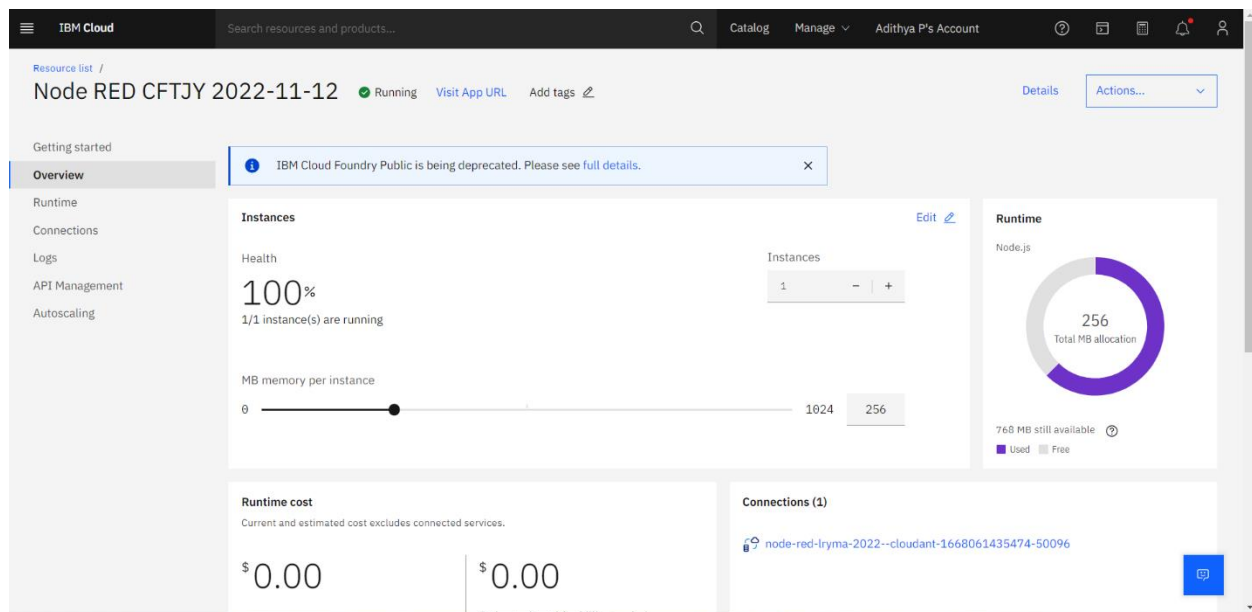 IBM Cloud
Search resources and products...
Catalog
Manage
Adithya P's Account
Resource list /
Node RED CFTJY 2022-11-12
Running
Visit App URL
Add tags
Details
Actions...
Getting started
Overview
Runtime
Connections
Logs
API Management
Autoscaling
IBM Cloud Foundry Public is being deprecated. Please see full details.
Instances
Edit
Health
100%
1/1 instance(s) are running
Instances
1
MB memory per instance
0
1024
256
Runtime
Node.js
256
Total MB allocation
768 MB still available
Used
Free
Runtime cost
Current and estimated cost excludes connected services.
$0.00
$0.00
Connections (1)
node-red-lryma-2022--cloudant-1668061435474-50096